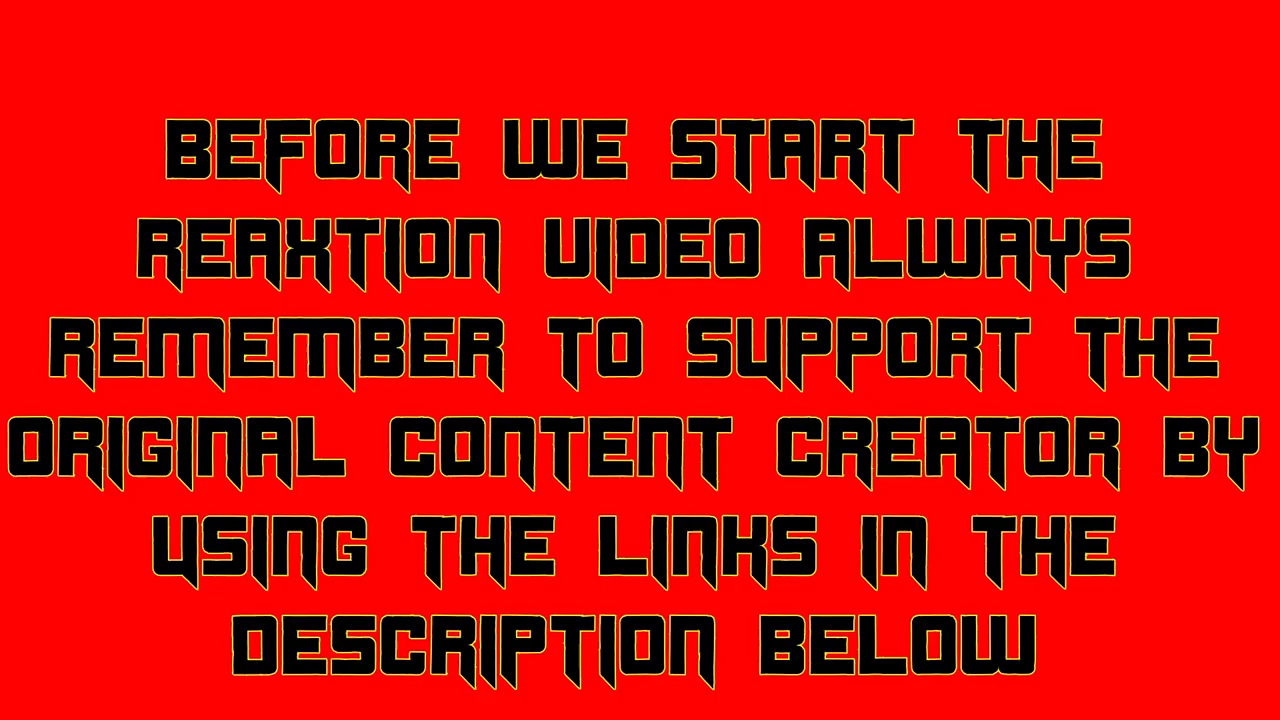 BEFORE WE START THE
REAXTION VIDEO ALWAYS
REMEMBER TO SUPPORT THE
ORIGINAL CONTENT CREATOR BY
USING THE LINKS IN THE
DESCRIPTION BELOW